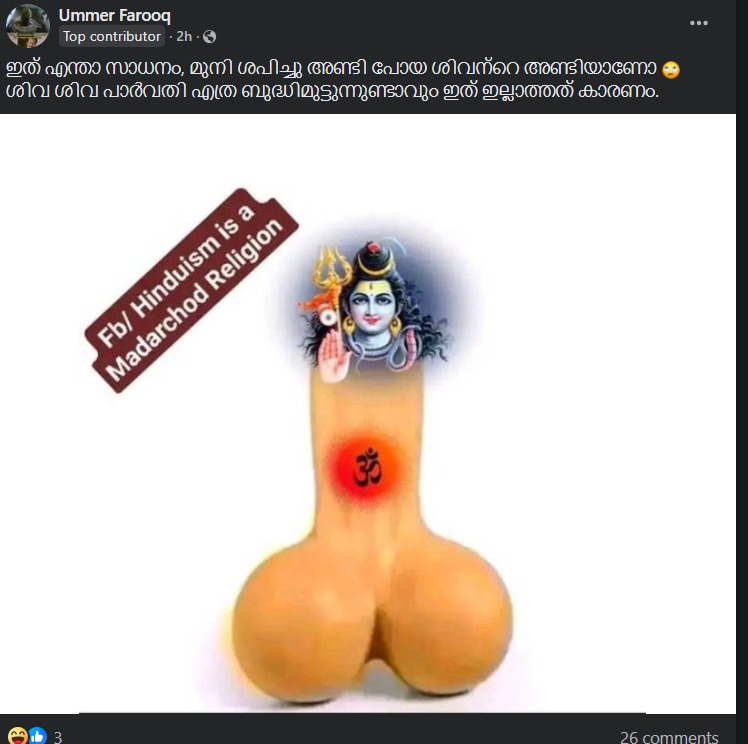 Ummer Farooq
Top contributor · 2h ·
ഇത് എന്താ സാധനം, മുനി ശപിച്ചു അണ്ടി പോയ ശിവന്റെ അണ്ടിയാണോ 🙄
ശിവ ശിവ പാർവതി എത്ര ബുദ്ധിമുട്ടുന്നുണ്ടാവും ഇത് ഇല്ലാത്തത് കാരണം.
Fb/ Hinduism is a
Madarchod Religion
ॐ
3
26 comments